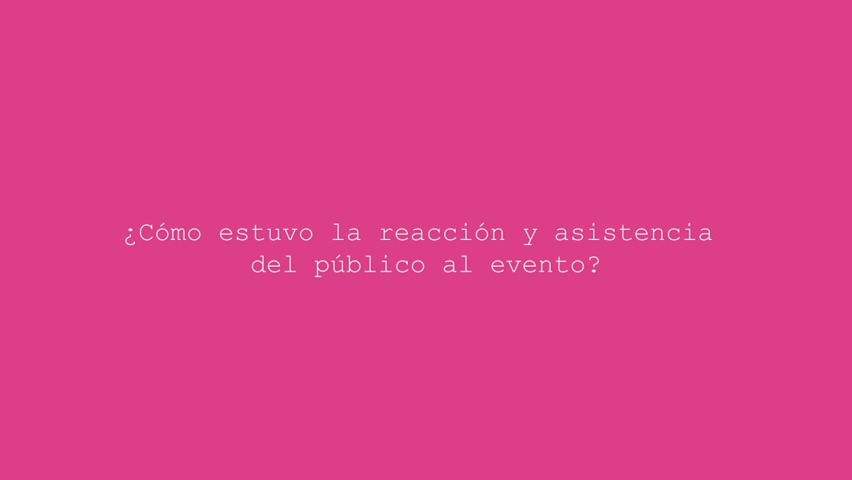 ¿Cómo estuvo la reacción y asistencia
del público al evento?